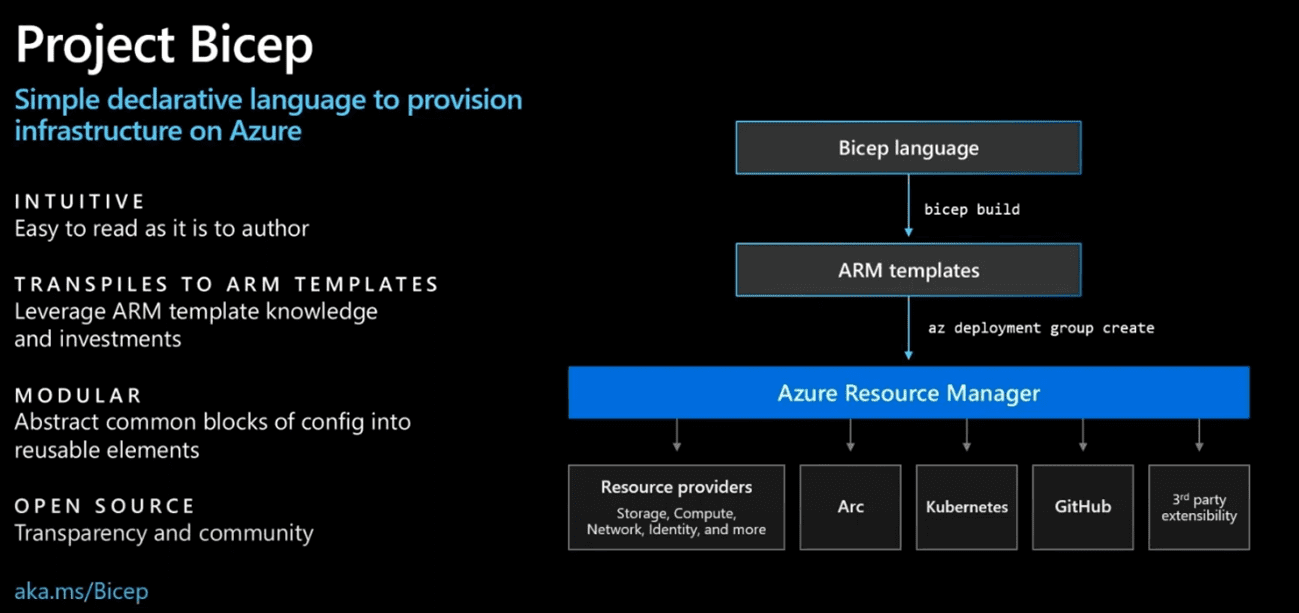 Project Bicep
Simple declarative language to provision
infrastructure on Azure
INTUITIVE
Easy to read as it is to author
TRANSPILES TO ARM TEMPLATES
Leverage ARM template knowledge
and investments
MODULAR
Abstract common blocks of config into
reusable elements
OPEN SOURCE
Transparency and community
aka.ms/Bicep
Bicep language
bicep build
ARM templates
az deployment group create
Azure Resource Manager
Resource providers
Storage, Compute,
Network, Identity, and more
Arc
Kubernetes
GitHub
3rd party
extensibility